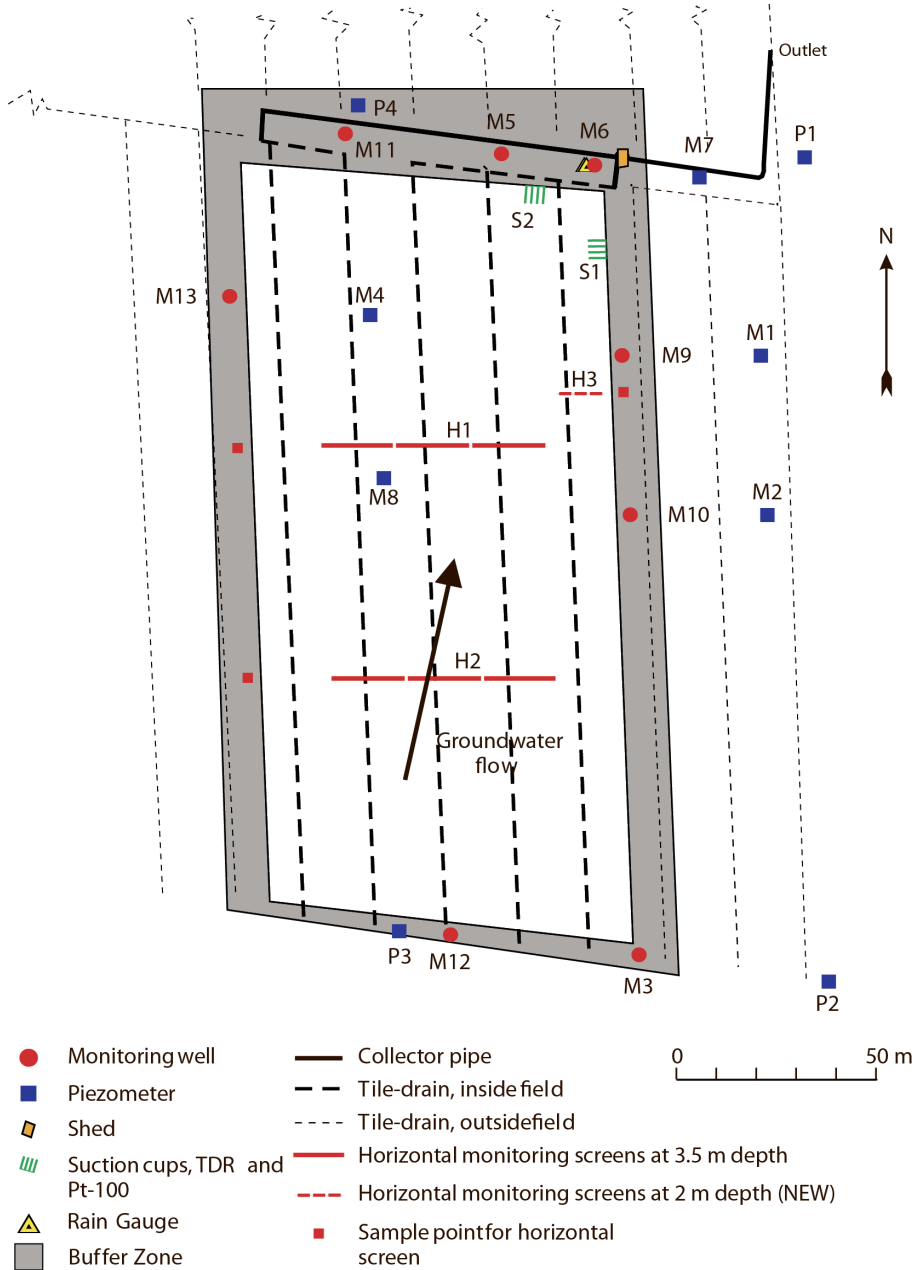 Outlet
P4
M5
M6
M7
P1
M11
S2
S1
N
M13
M4
M1
M9
H3
H1
M8
M2
M10
H2
Groundwater
flow
P3
M12
M3
P2
Monitoring well
Piezometer
Shed
Suction cups, TDR and
Pt-100
Rain Gauge
Buffer Zone
Collector pipe
Tile-drain, inside field
Tile-drain, outsidefield
Horizontal monitoring screens at 3.5 m depth
Horizontal monitoring screens at 2 m depth (NEW)
Sample point for horizontal
screen
0 50 m